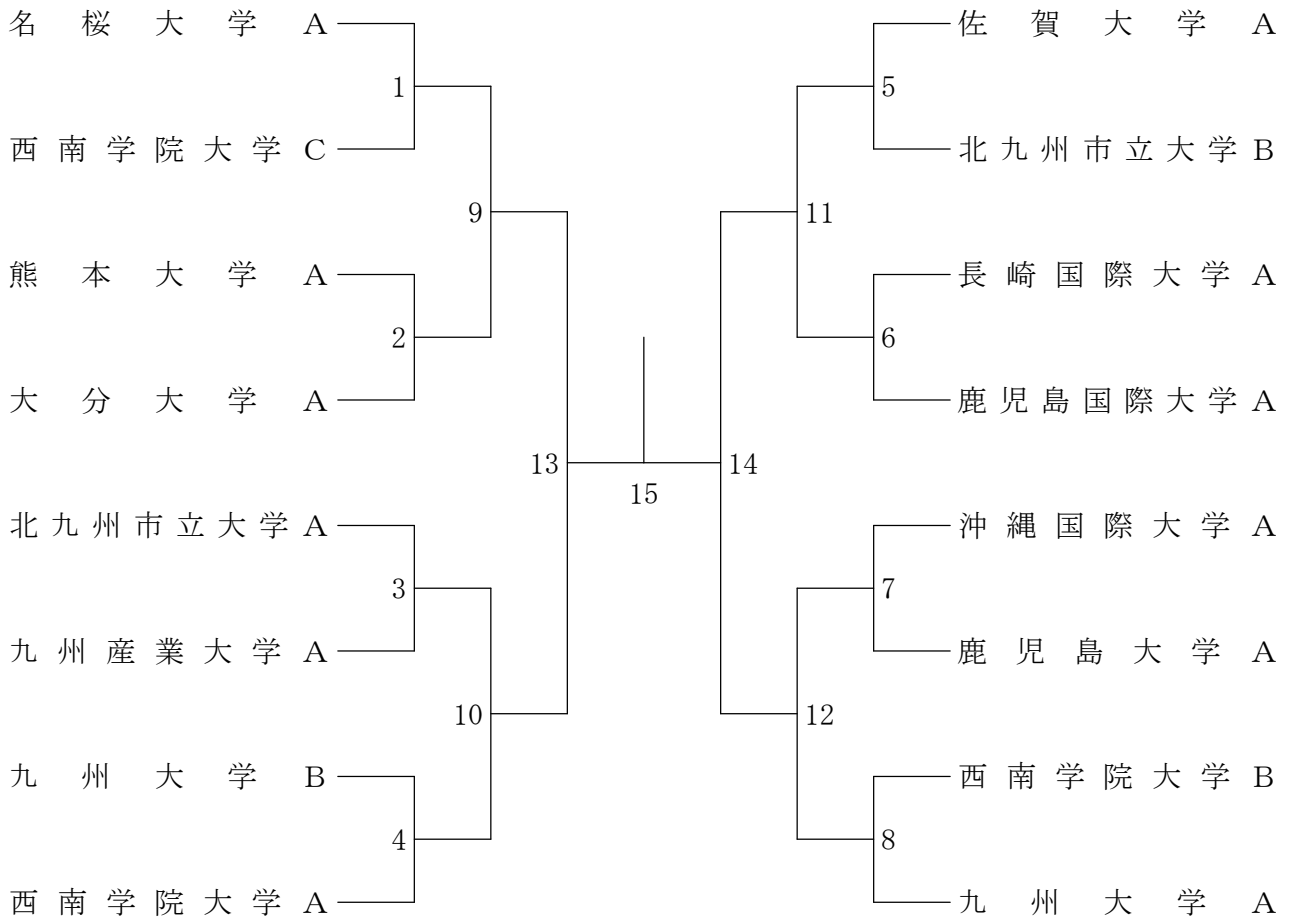 名桜大学A
1
西南学院大学C
9
熊本大学A
2
大分大学A
13
北九州市立大学A
3
九州産業大学A
10
九州大学B
4
西南学院大学A
15
佐賀大学A
5
北九州市立大学B
11
長崎国際大学A
6
鹿児島国際大学A
14
沖縄国際大学A
7
鹿児島大学A
12
西南学院大学B
8
九州大学A